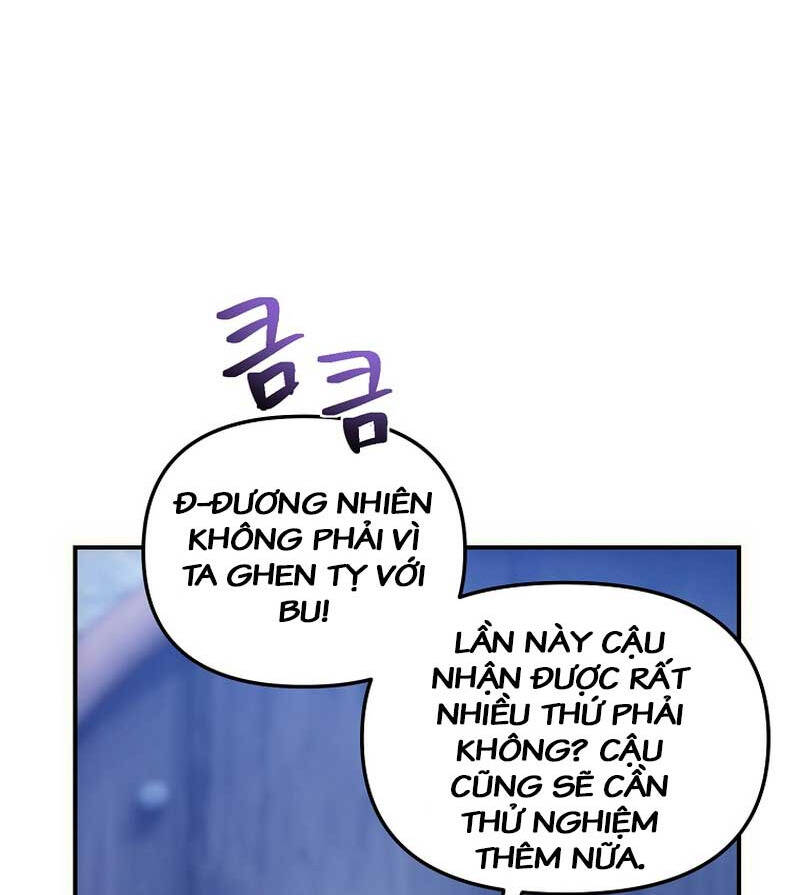 큼
큼
Đ-ĐƯƠNG NHIÊN
KHÔNG PHẢI VÌ
TA GHEN TỴ VỚI
BU!
LẦN NÀY CẬU
NHẬN ĐƯỢC RẤT
NHIỀU THỨ PHẢI
KHÔNG? CẬU
CŨNG SẼ CẦN
THỬ NGHIỆM
THÊM NỮA.